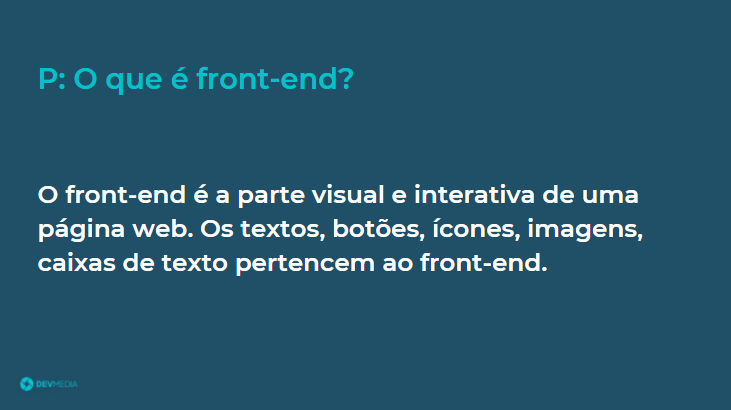 P: O que é front-end?
O front-end é a parte visual e interativa de uma
página web. Os textos, botões, ícones, imagens,
caixas de texto pertencem ao front-end.
DEVMEDIA